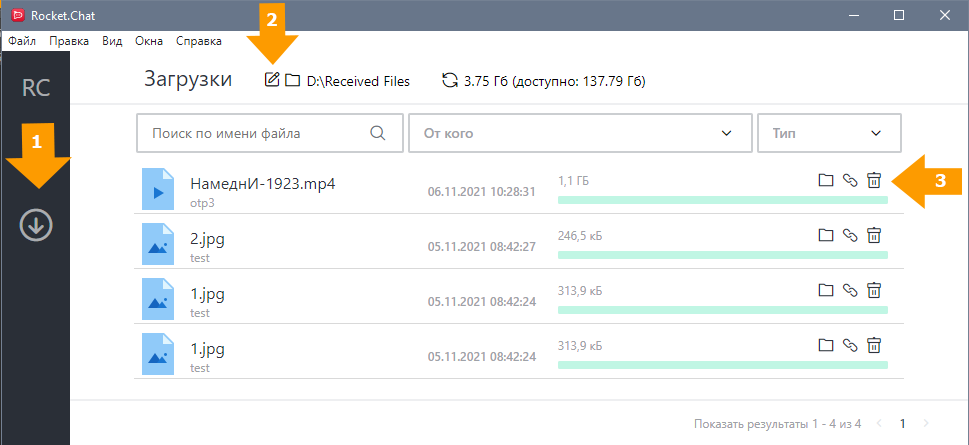 Rocket.Chat
2
Файл Правка Вид Окна Справка
RC
Загрузки D:\Received Files 3.75 Гб (доступно: 137.79 Гб)
1
Поиск по имени файла От кого Тип
НамеднИ-1923.mp4 06.11.2021 10:28:31 1,1 ГБ 3
otp3
2.jpg 05.11.2021 08:42:27 246,5 кБ
test
1.jpg 05.11.2021 08:42:24 313,9 кБ
test
1.jpg 05.11.2021 08:42:24 313,9 кБ
test
Показать результаты 1 - 4 из 4 < 1 >